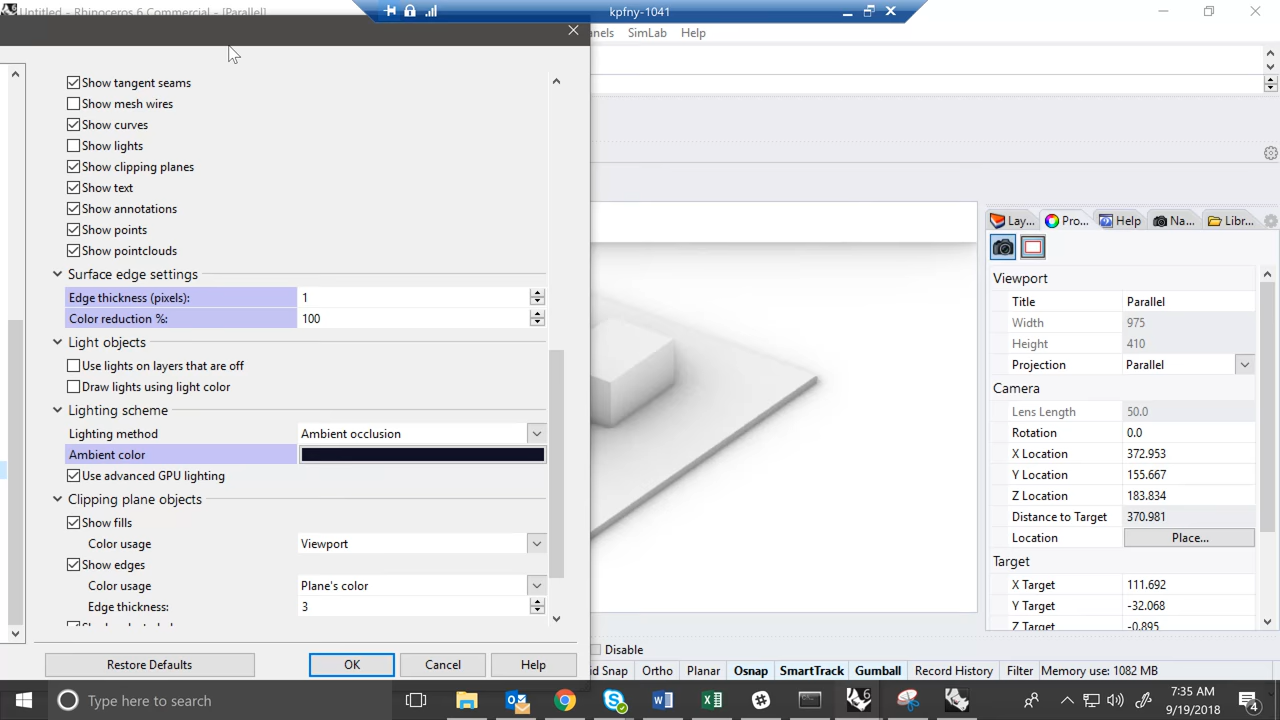 Untitled - Rhinoceros 6 Commercial - [Parallel]
kpfny-1041
anels SimLab Help
Show tangent seams
Show mesh wires
Show curves
Show lights
Show clipping planes
Show text
Show annotations
Show points
Show pointclouds
Surface edge settings
Edge thickness (pixels): 1
Color reduction %: 100
Light objects
Use lights on layers that are off
Draw lights using light color
Lighting scheme
Lighting method Ambient occlusion
Ambient color
Use advanced GPU lighting
Clipping plane objects
Show fills
Color usage Viewport
Show edges
Color usage Plane's color
Edge thickness: 3
Restore Defaults OK Cancel Help
Lay... Pro... Help Na... Libr...
Viewport
Title Parallel
Width 975
Height 410
Projection Parallel
Camera
Lens Length 50.0
Rotation 0.0
X Location 372.953
Y Location 155.667
Z Location 183.834
Distance to Target 370.981
Location Place...
Target
X Target 111.692
Y Target -32.068
Z Target -0.895
Disable
id Snap Ortho Planar Osnap SmartTrack Gumball Record History Filter Memory use: 1082 MB
Type here to search
7:35 AM
9/19/2018
4